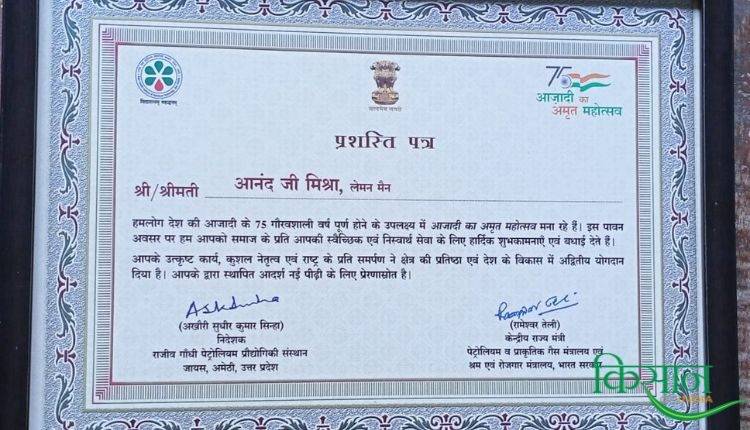 75
आज़ादी का
अमृत महोत्सव
सत्यमेव जयते
प्रशस्ति पत्र
श्री/श्रीमती आनंद जी मिश्रा, लेमन मैन
हमलोग देश की आजादी के 75 गौरवशाली वर्ष पूर्ण होने के उपलक्ष्य में आजादी का अमृत महोत्सव मना रहे हैं। इस पावन
अवसर पर हम आपको समाज के प्रति आपकी स्वैच्छिक एवं निस्वार्थ सेवा के लिए हार्दिक शुभकामनाएं एवं बधाई देते हैं।
आपके उत्कृष्ट कार्य, कुशल नेतृत्व एवं राष्ट्र के प्रति समर्पण ने क्षेत्र की प्रतिष्ठा एवं देश के विकास में अद्वितीय योगदान
दिया है। आपके द्वारा स्थापित आदर्श नई पीढ़ी के लिए प्रेरणास्रोत है।
(अखौरी सुधीर कुमार सिन्हा)
निदेशक
राजीव गाँधी पेट्रोलियम प्रौद्योगिकी संस्थान
जायस, अमेठी, उत्तर प्रदेश
(रामेश्वर तेली)
केन्द्रीय राज्य मंत्री
पेट्रोलियम व प्राकृतिक गैस मंत्रालय एवं
श्रम एवं रोजगार मंत्रालय, भारत सरकार
किसान